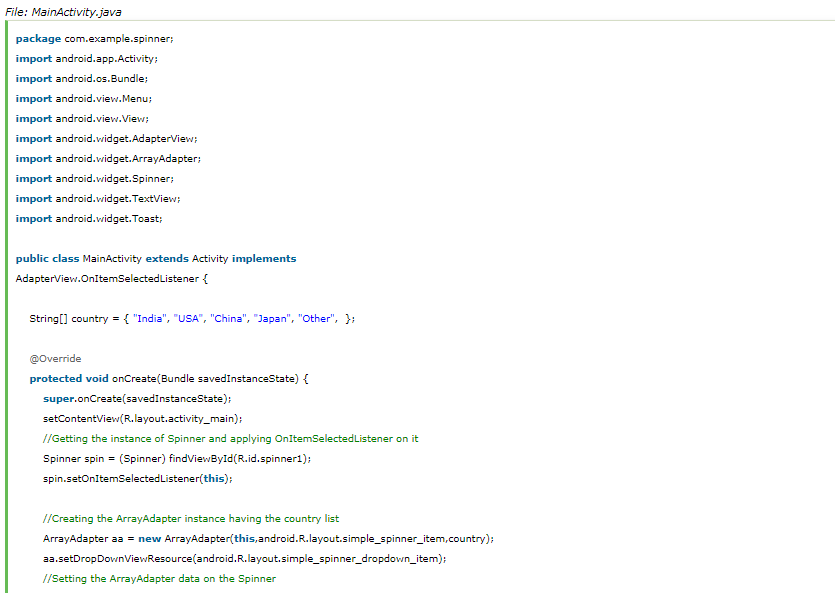 File: MainActivity.java
package com.example.spinner;
import android.app.Activity;
import android.os.Bundle;
import android.view.Menu;
import android.view.View;
import android.widget.AdapterView;
import android.widget.ArrayAdapter;
import android.widget.Spinner;
import android.widget.TextView;
import android.widget.Toast;
public class MainActivity extends Activity implements
AdapterView.OnItemSelectedListener {
String[] country = { "India", "USA", "China", "Japan", "Other",  };
@Override
protected void onCreate(Bundle savedInstanceState) {
super.onCreate(savedInstanceState);
setContentView(R.layout.activity_main);
//Getting the instance of Spinner and applying OnItemSelectedListener on it
Spinner spin = (Spinner) findViewById(R.id.spinner1);
spin.setOnItemSelectedListener(this);
//Creating the ArrayAdapter instance having the country list
ArrayAdapter aa = new ArrayAdapter(this,android.R.layout.simple_spinner_item,country);
aa.setDropDownViewResource(android.R.layout.simple_spinner_dropdown_item);
//Setting the ArrayAdapter data on the Spinner